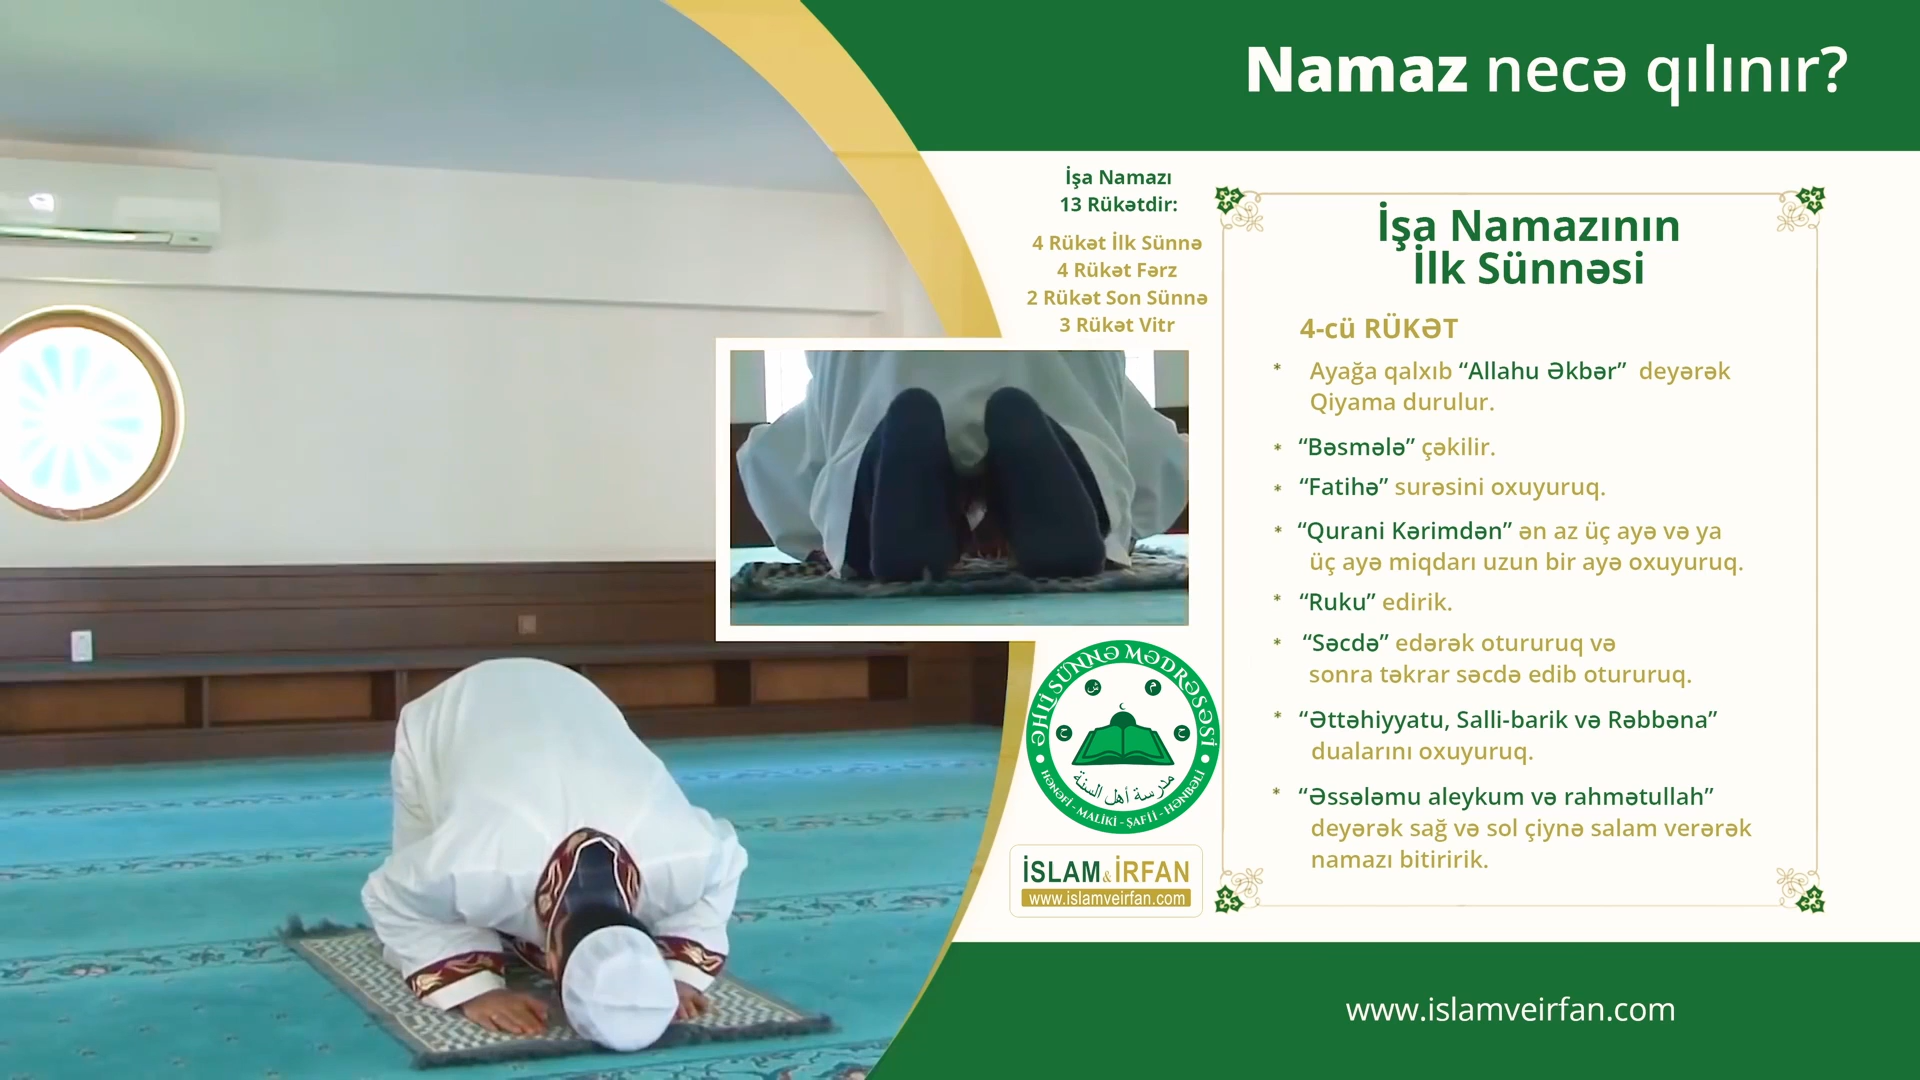 Namaz necə qılınır?
İşa Namazı
13 Rükətdir:
4 Rükət İlk Sünnə
4 Rükət Fərz
2 Rükət Son Sünnə
3 Rükət Vitr
İşa Namazının
İlk Sünnəsi
4-cü RÜKƏT
* Ayağa qalxıb “Allahu Əkbər” deyərək
Qiyama durulur.
* “Bəsmələ” çəkilir.
* “Fatihə” surəsini oxuyuruq.
* “Qurani Kərimdən” ən az üç ayə və ya
üç ayə miqdarı uzun bir ayə oxuyuruq.
* “Ruku” edirik.
* “Səcdə” edərək otururuq və
sonra təkrar səcdə edib otururuq.
* “Əttəhiyyatu, Salli-barik və Rəbbəna”
dualarını oxuyuruq.
* “Əssələmu aleykum və rahmətullah”
deyərək sağ və sol çiynə salam verərək
namazı bitiririk.
ƏHLİ SÜNNƏ MƏDRƏSƏSİ
ش م
ح ح
مدرسة أهل السنة
HƏNƏFİ - MALİKİ - ŞAFİİ - HƏNBƏLİ
İSLAM & İRFAN
www.islamveirfan.com
www.islamveirfan.com